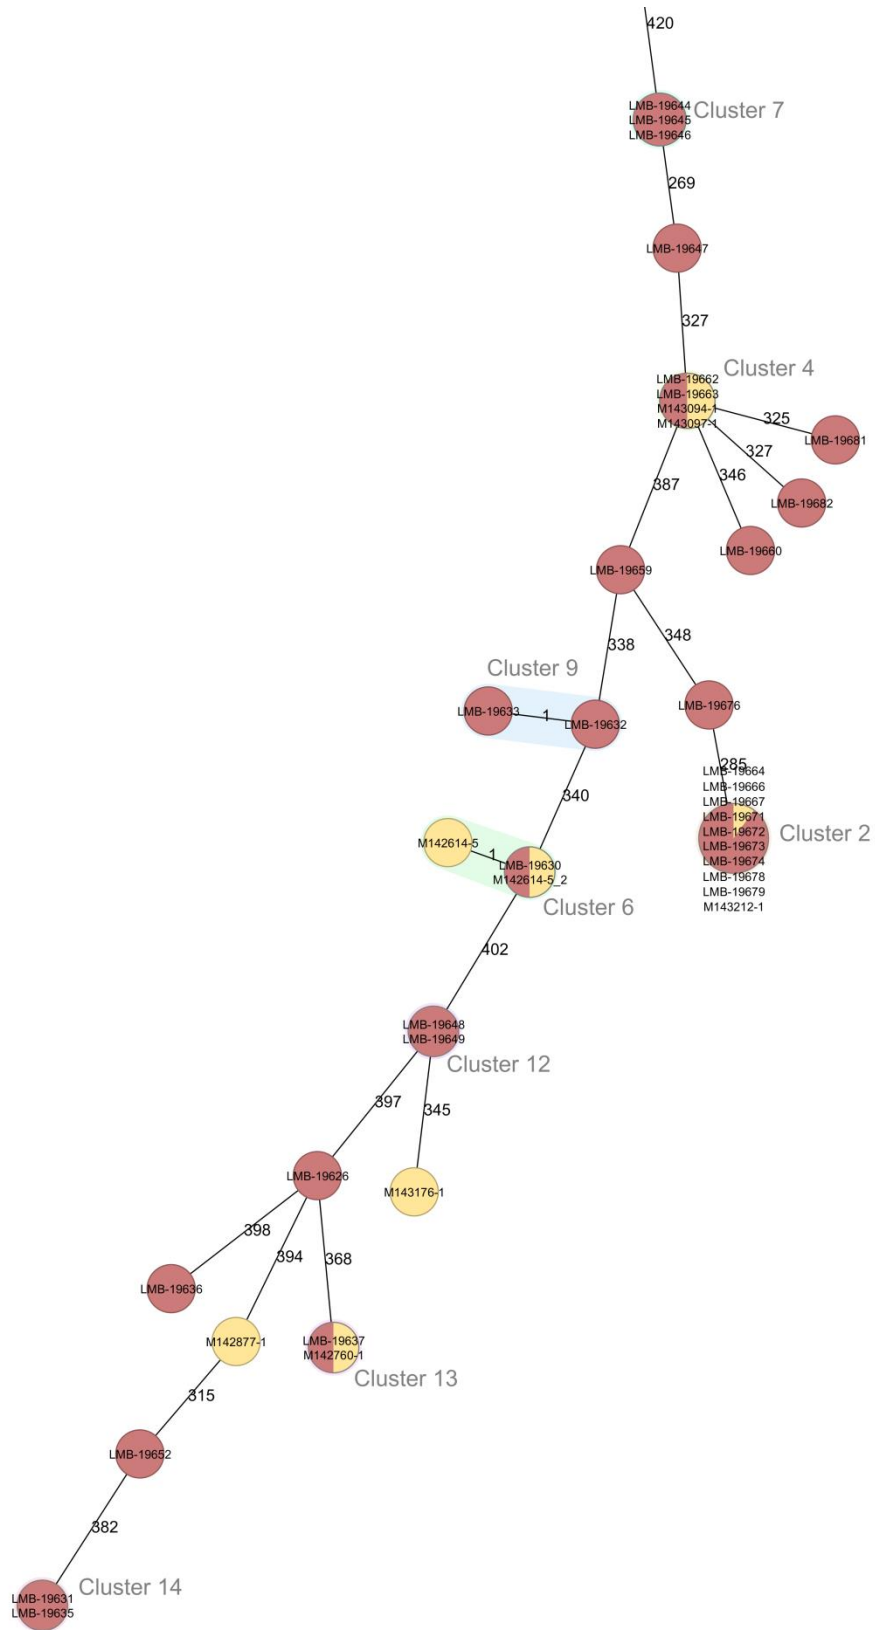 420
LMB-19644
LMB-19645
LMB-19646
Cluster 7
269
LMB-19647
327
Cluster 4
LMB-19662
LMB-19663
M143094-1
M143097-1
325
LMB-19681
327
LMB-19682
346
LMB-19660
387
LMB-19659
338
348
Cluster 9
LMB-19633
1
LMB-19632
LMB-19676
285
LMB-19664
LMB-19666
LMB-19667
LMB-19671
LMB-19672
LMB-19673
LMB-19674
LMB-19678
LMB-19679
M143212-1
Cluster 2
340
M142614-5
1
LMB-19630
M142614-5_2
Cluster 6
402
LMB-19648
LMB-19649
Cluster 12
397
345
LMB-19626
M143176-1
398
394
368
LMB-19636
M142877-1
LMB-19637
M142760-1
Cluster 13
315
LMB-19652
382
Cluster 14
LMB-19631
LMB-19635